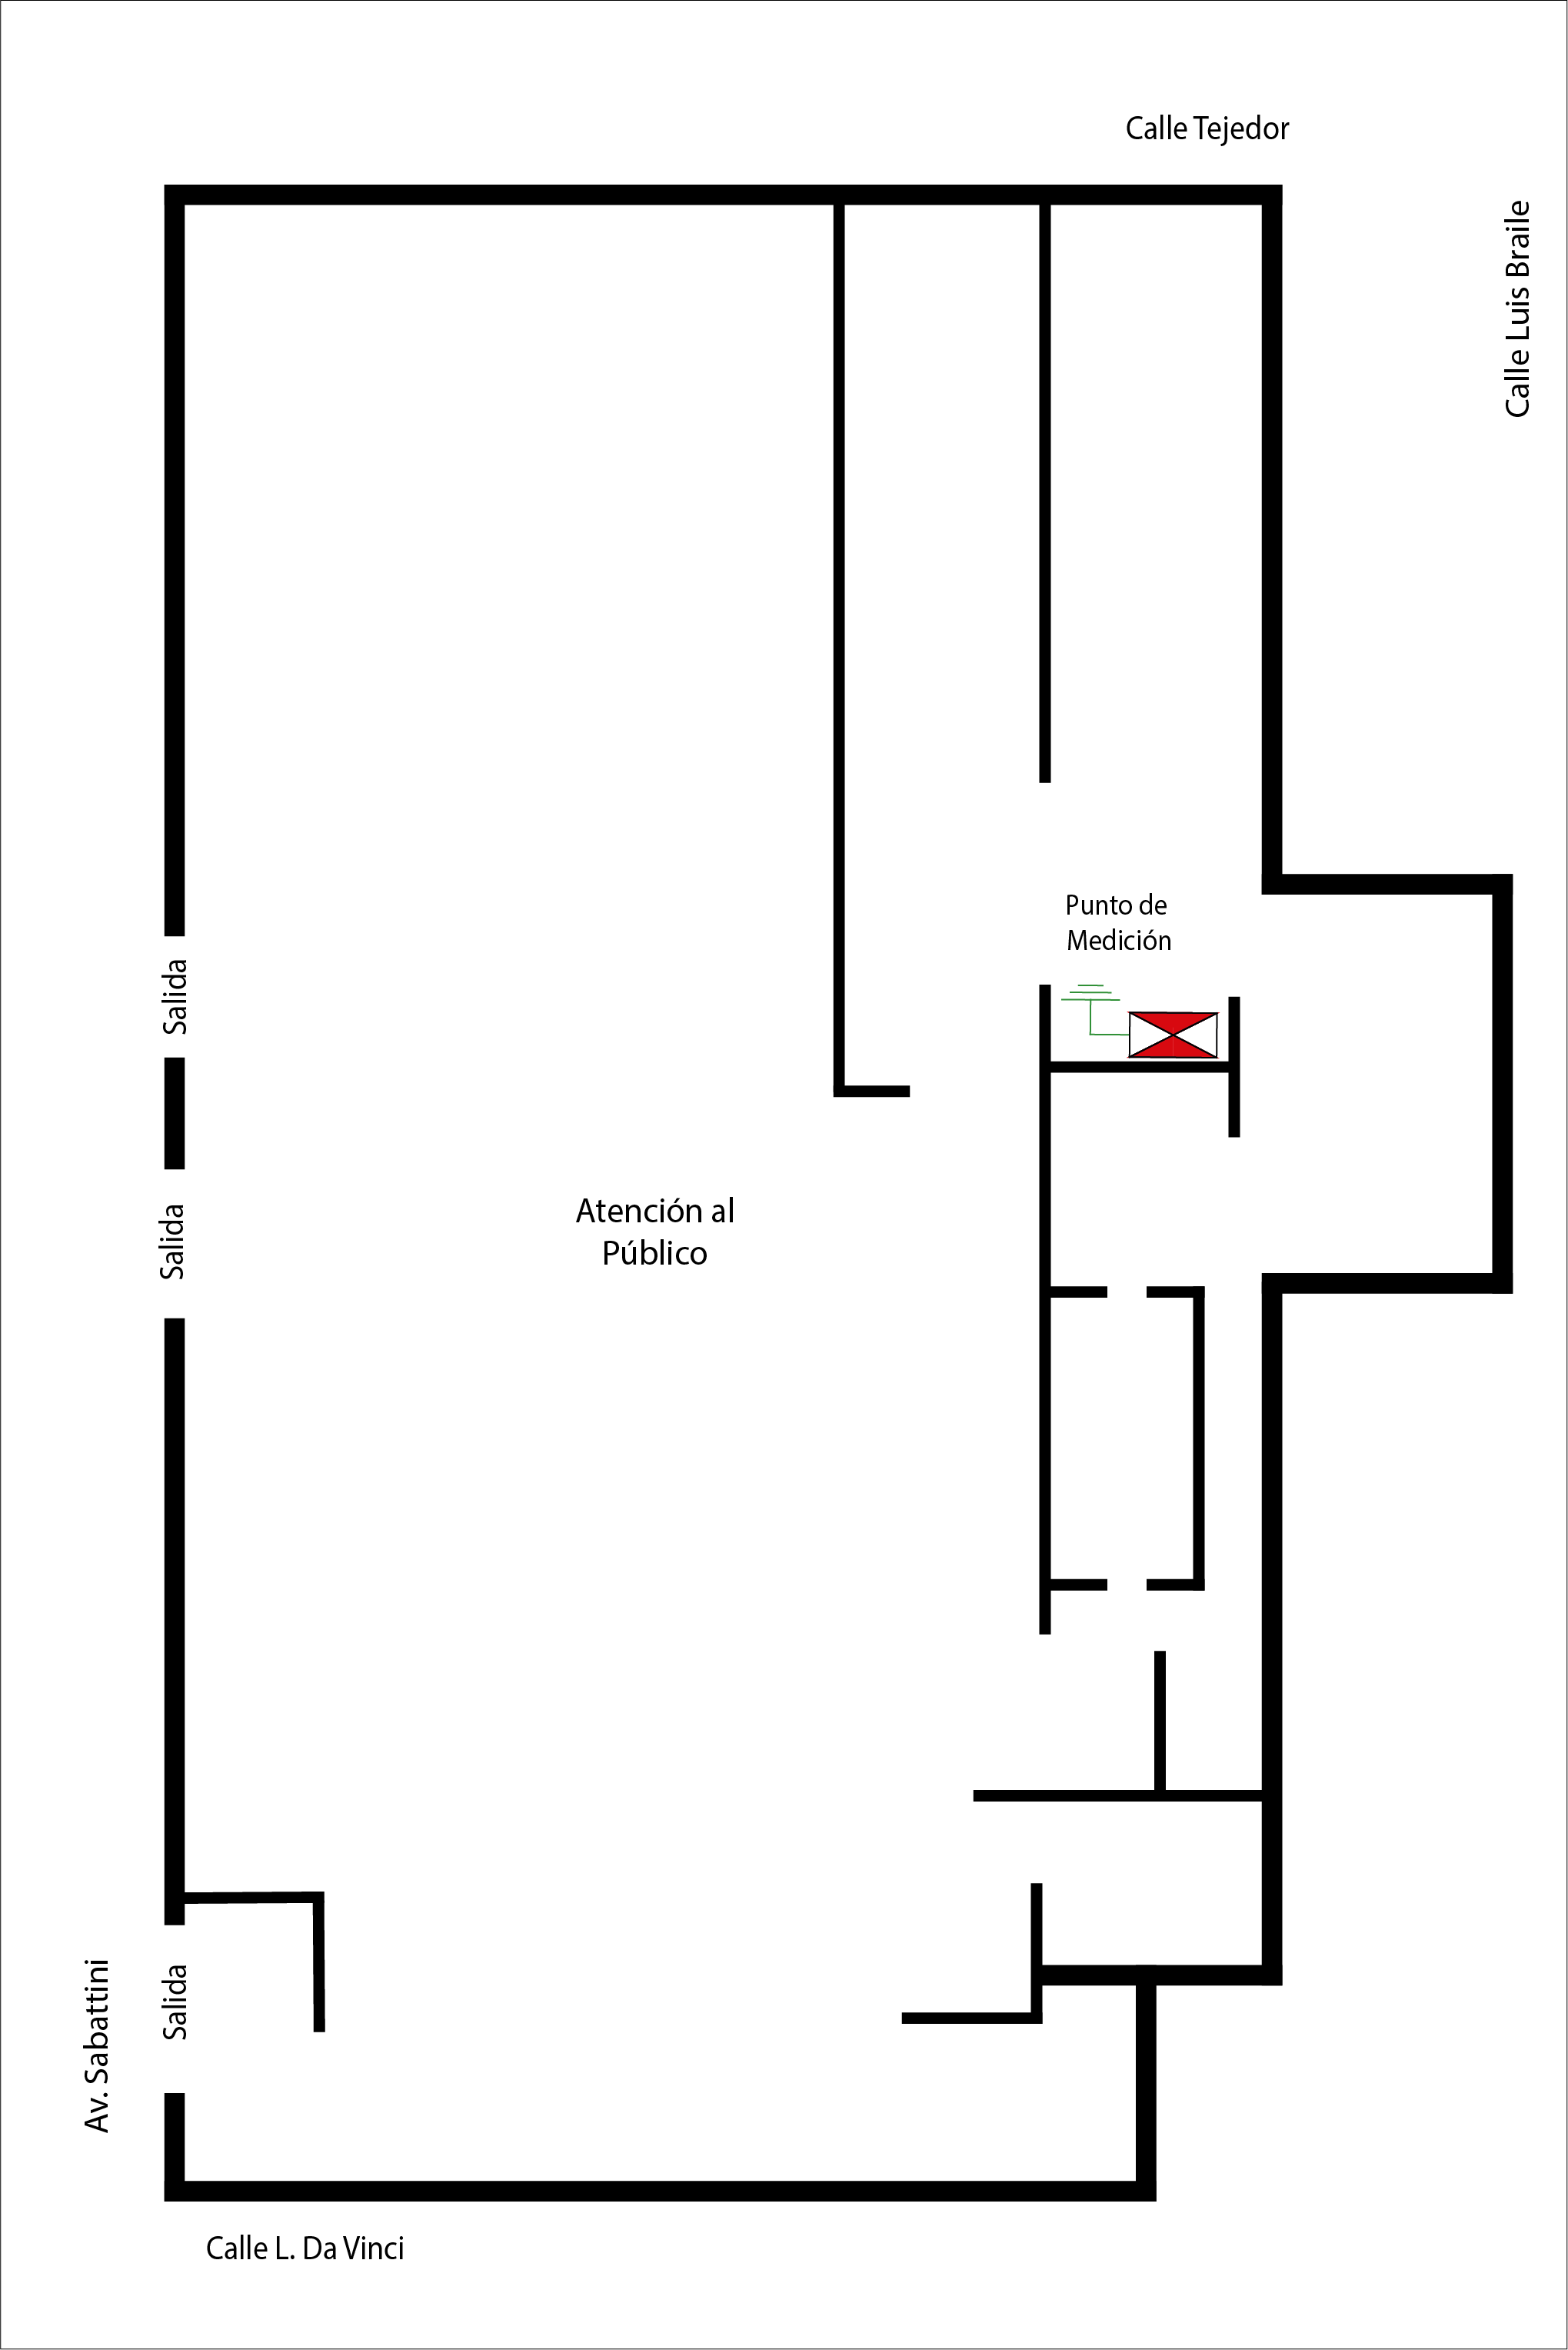 Calle Tejedor
Calle Luis Braile
Punto de
Medición
Salida
Atención al
Público
Salida
Salida
Av. Sabattini
Calle L. Da Vinci